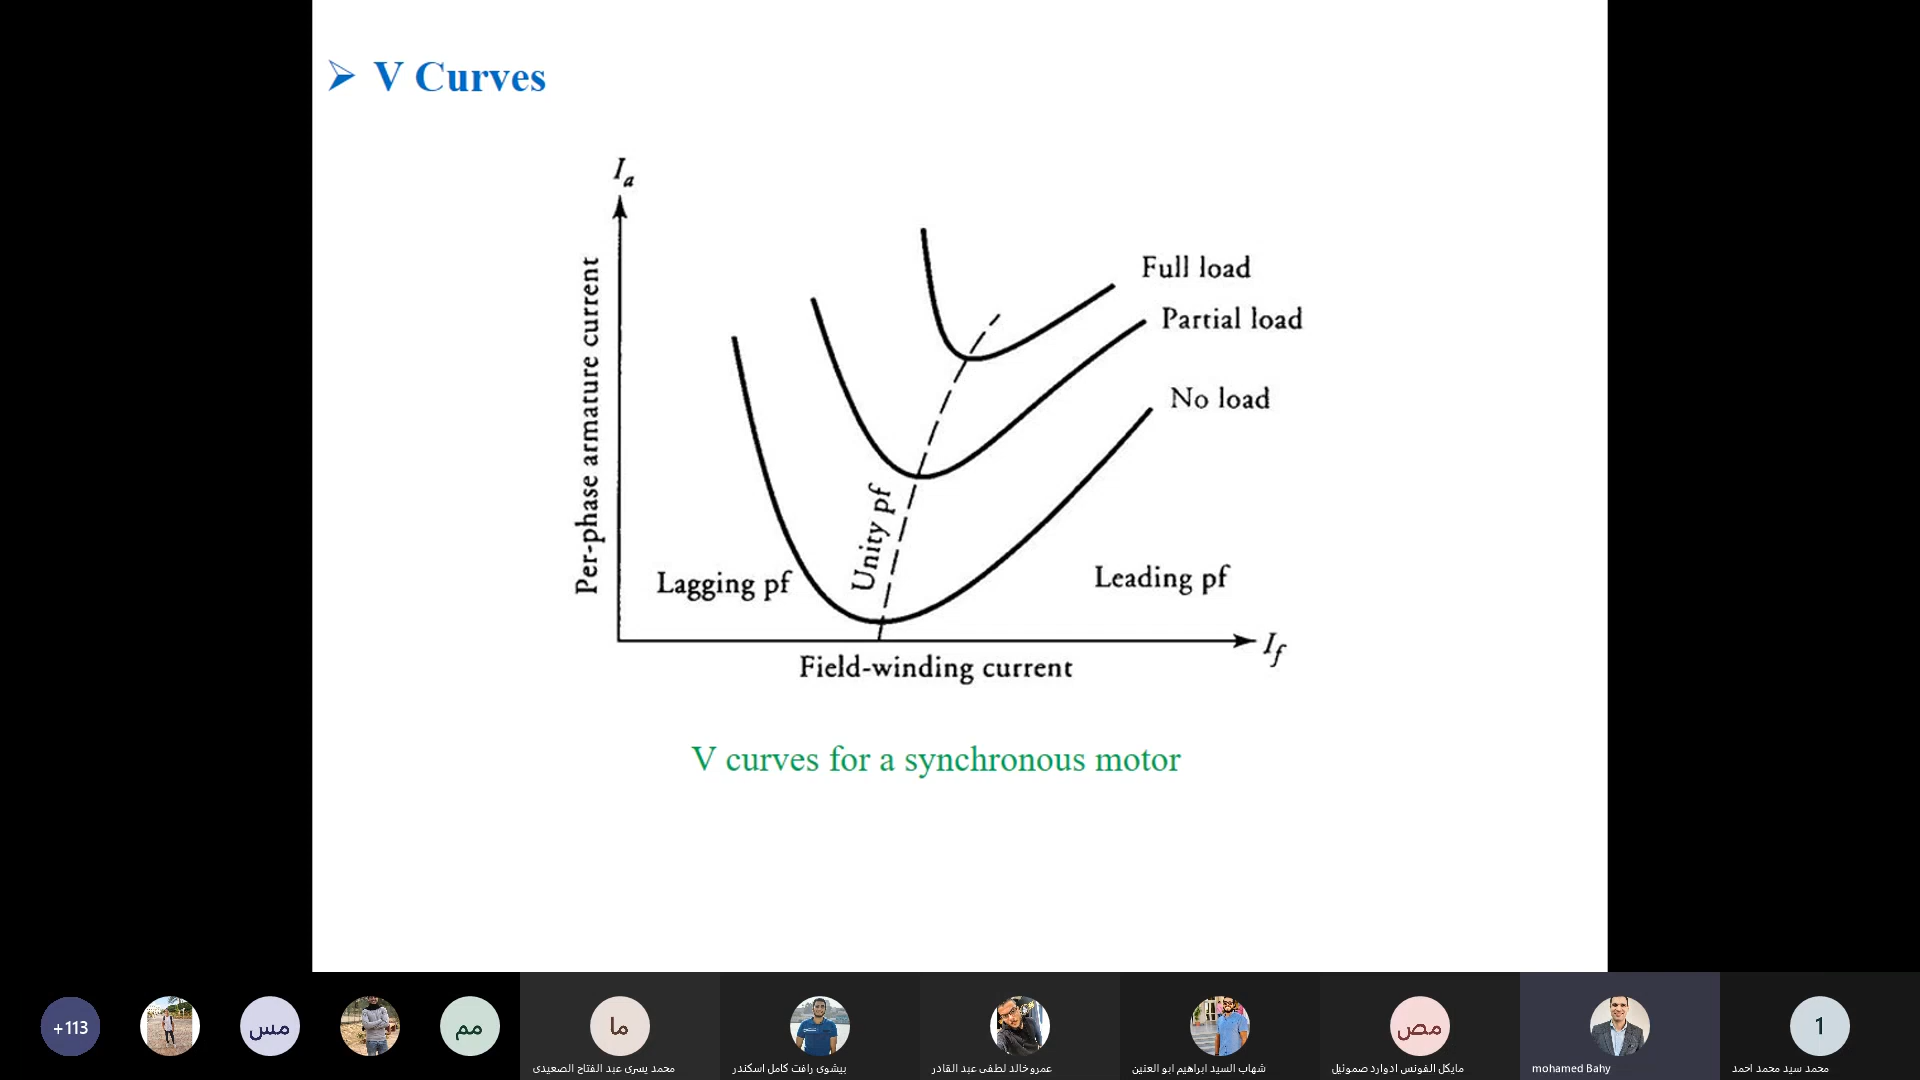 V Curves
Ia
Per-phase armature current
Full load
Partial load
No load
Unity pf
Lagging pf
Leading pf
If
Field-winding current
V curves for a synchronous motor
+113
مس
مم
ما
محمد يسرى عبد الفتاح الصعيدى
بيشوى رافت كامل اسكندر
عمروخالد لطفى عبد القادر
شهاب السيد ابراهيم ابو العنين
مص
مايكل الفونس ادوارد صموئيل
mohamed Bahy
1
محمد سيد محمد احمد